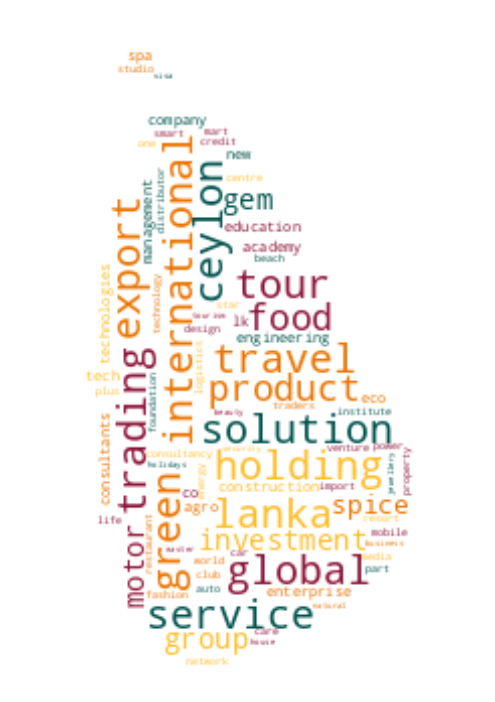 spa
studio
visa
company
smart
mart
one
credit
new
international
ceylon
management
distributor
centre
gem
export
education
academy
beach
technologies
technology
tour
star
tourism
lk
food
design
engineering
logistics
travel
trading
tech
plus
foundation
product
eco
traders
beauty
institute
consultants
solution
venture
power
consultancy
holidays
holding
jewellery
property
energy
green
construction
import
co
agro
lanka
spice
resort
life
motor
restaurant
investment
mobile
business
master
car
world
global
media
part
club
auto
fashion
enterprise
natural
service
group
care
house
network